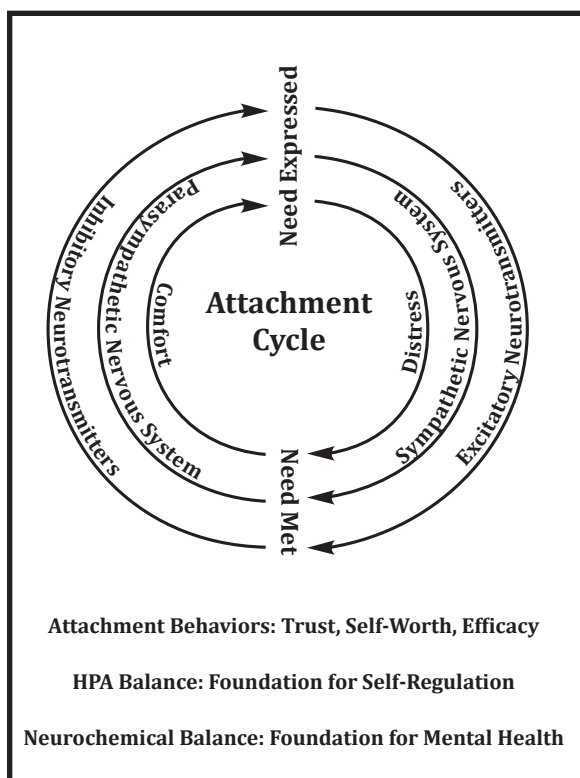 Need Expressed
Excitatory Neurotransmitters
Sympathetic Nervous System
Distress
Attachment
Cycle
Need Met
Comfort
Parasympathetic Nervous System
Inhibitory Neurotransmitters
Attachment Behaviors: Trust, Self-Worth, Efficacy
HPA Balance: Foundation for Self-Regulation
Neurochemical Balance: Foundation for Mental Health